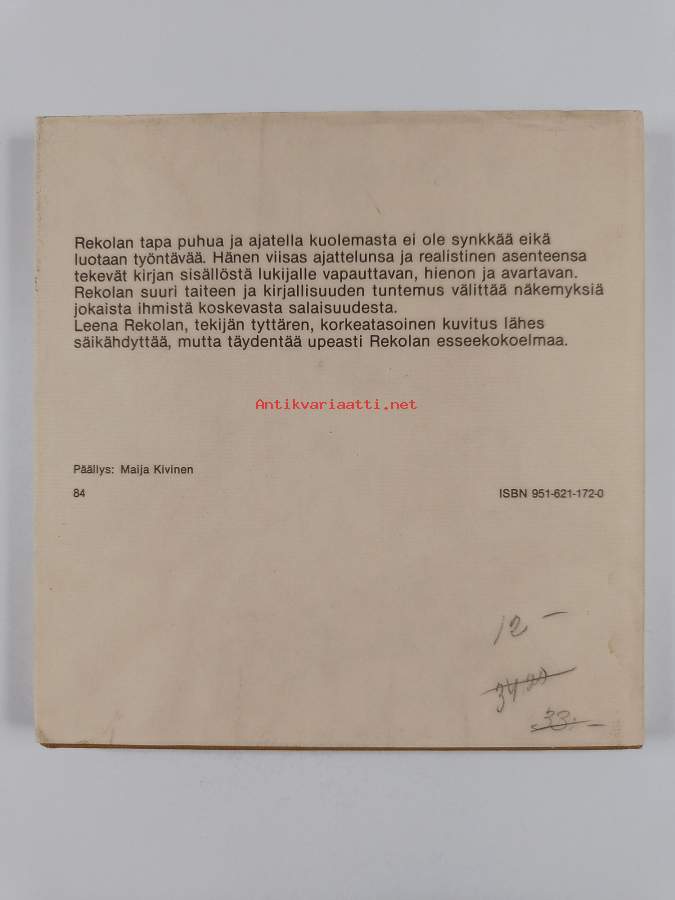 Rekolan tapa puhua ja ajatella kuolemasta ei ole synkkää eikä
luotaan työntävää. Hänen viisas ajattelunsa ja realistinen asenteensa
tekevät kirjan sisällöstä lukijalle vapauttavan, hienon ja avartavan.
Rekolan suuri taiteen ja kirjallisuuden tuntemus välittää näkemyksiä
jokaista ihmistä koskevasta salaisuudesta.
Leena Rekolan, tekijän tyttären, korkeatasoinen kuvitus lähes
säikähdyttää, mutta täydentää upeasti Rekolan esseekokoelmaa.
Antikvariaatti.net
Päällys: Maija Kivinen
84 ISBN 951-621-172-0
12 –
33:–